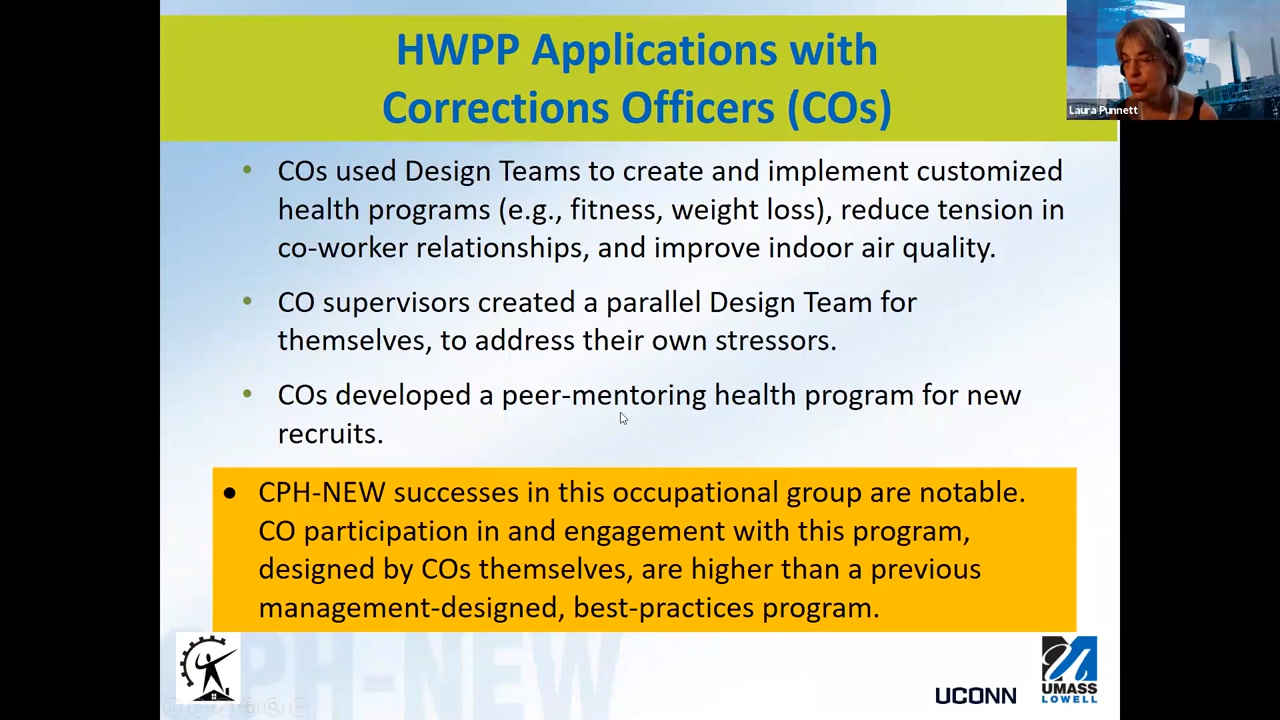 HWPP Applications with
Corrections Officers (COs)
Laura Punnett
• COs used Design Teams to create and implement customized
health programs (e.g., fitness, weight loss), reduce tension in
co-worker relationships, and improve indoor air quality.
• CO supervisors created a parallel Design Team for
themselves, to address their own stressors.
• COs developed a peer-mentoring health program for new
recruits.
• CPH-NEW successes in this occupational group are notable.
CO participation in and engagement with this program,
designed by COs themselves, are higher than a previous
management-designed, best-practices program.
CPH-NEW
UCONN
UMASS
LOWELL